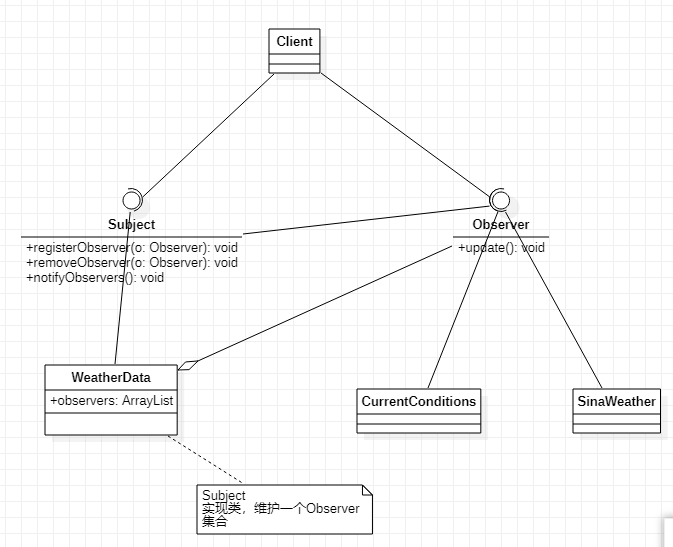 Client
Subject
+registerObserver(o: Observer): void
+removeObserver(o: Observer): void
+notifyObservers(): void
Observer
+update(): void
WeatherData
+observers: ArrayList
CurrentConditions
SinaWeather
Subject
实现类，维护一个Observer
集合